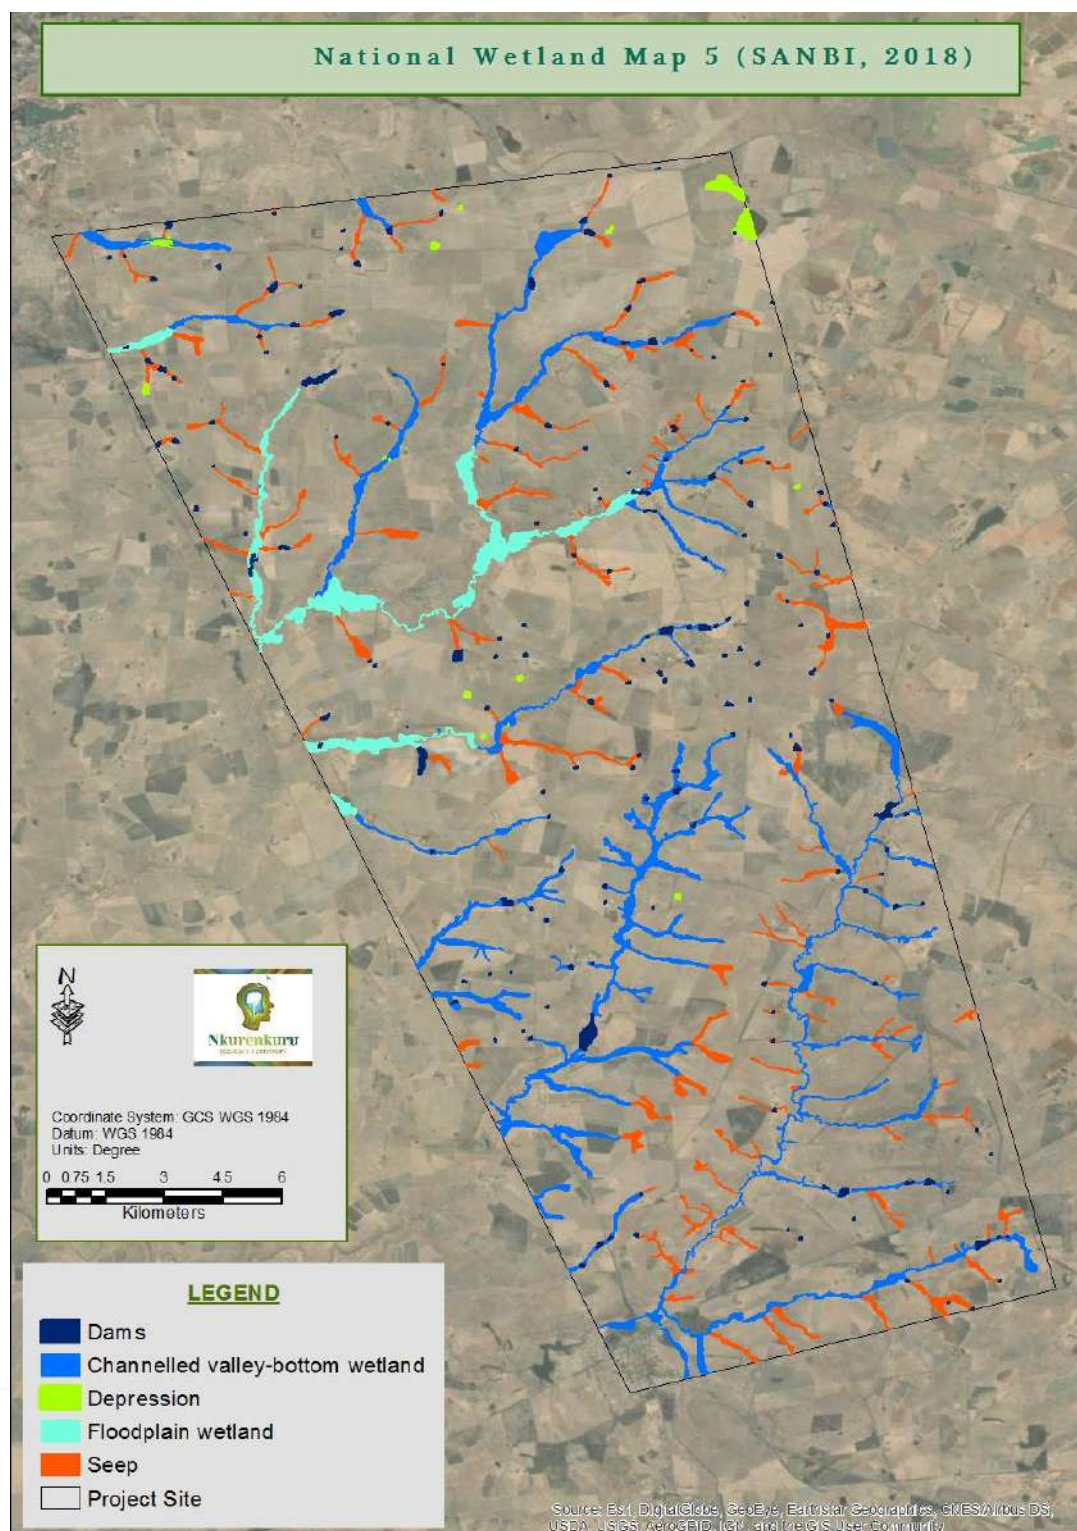 National Wetland Map 5 (SANBI, 2018)
N
Nkurenkuru
Coordinate System: GCS WGS 1984
Datum: WGS 1984
Units: Degree
0 0.75 1.5 3 4.5 6
Kilometers
LEGEND
Dams
Channelled valley-bottom wetland
Depression
Floodplain wetland
Seep
Project Site
Source: Esri, DigitalGlobe, GeoEye, Earthstar Geographics, CNES/Airbus DS,
USDA, USGS, AeroGRID, IGN, and the GIS User Community